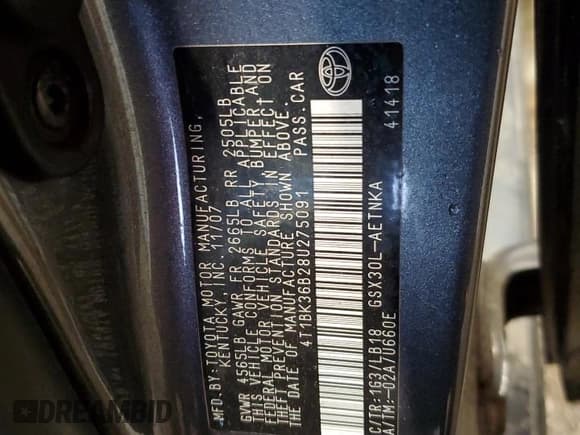 MFD. BY: TOYOTA MOTOR MANUFACTURING,
KENTUCKY, INC. 11/07
GVWR 4565LB GAWR FR 2665LB RR 2505LB
THIS VEHICLE CONFORMS TO ALL APPLICABLE
FEDERAL MOTOR VEHICLE SAFETY, BUMPER AND
THEFT PREVENTION STANDARDS IN EFFECT ON
THE DATE OF MANUFACTURE SHOWN ABOVE.
4T1BK36B28U275091 PASS. CAR
C/TR:1G3/LB18 GSX30L-AETNKA
A/TM:-02A/U660E 41418
DREAMBID